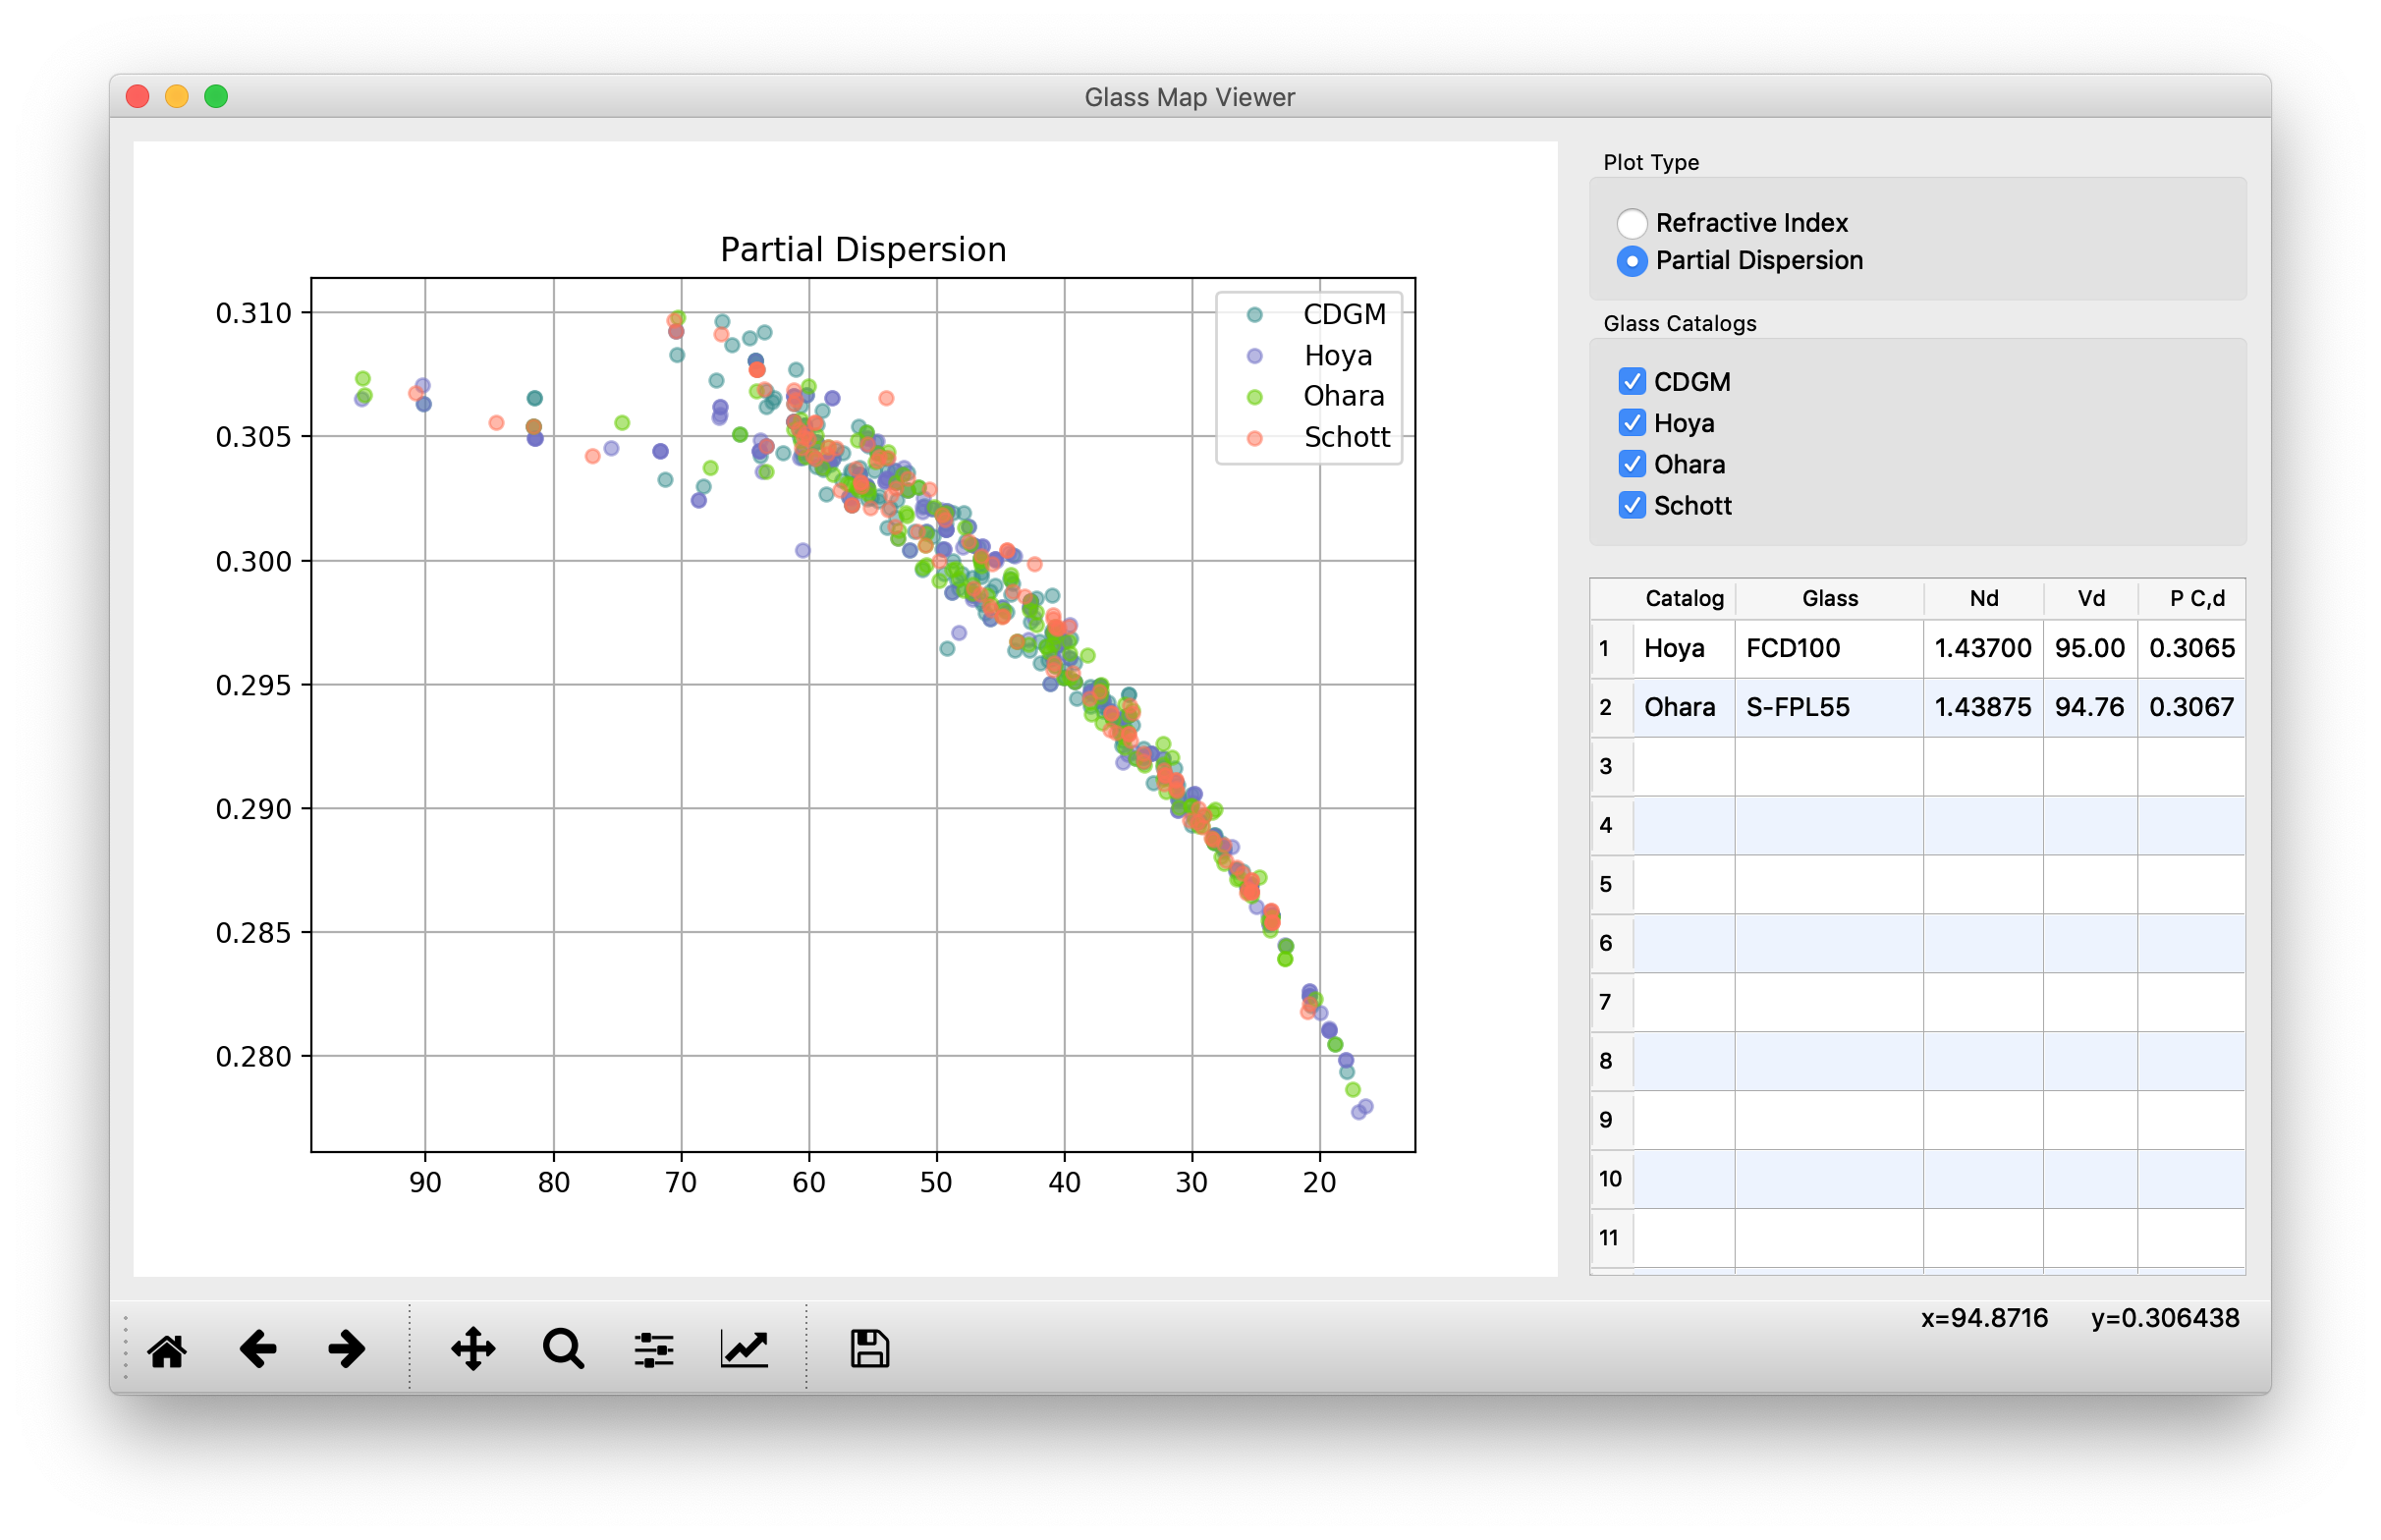 Glass Map Viewer
Partial Dispersion
0.310
0.305
0.300
0.295
0.290
0.285
0.280
90 80 70 60 50 40 30 20
CDGM
Hoya
Ohara
Schott
Plot Type
Refractive Index
Partial Dispersion
Glass Catalogs
CDGM
Hoya
Ohara
Schott
Catalog Glass Nd Vd P C,d
1 Hoya FCD100 1.43700 95.00 0.3065
2 Ohara S-FPL55 1.43875 94.76 0.3067
3
4
5
6
7
8
9
10
11
x=94.8716 y=0.306438